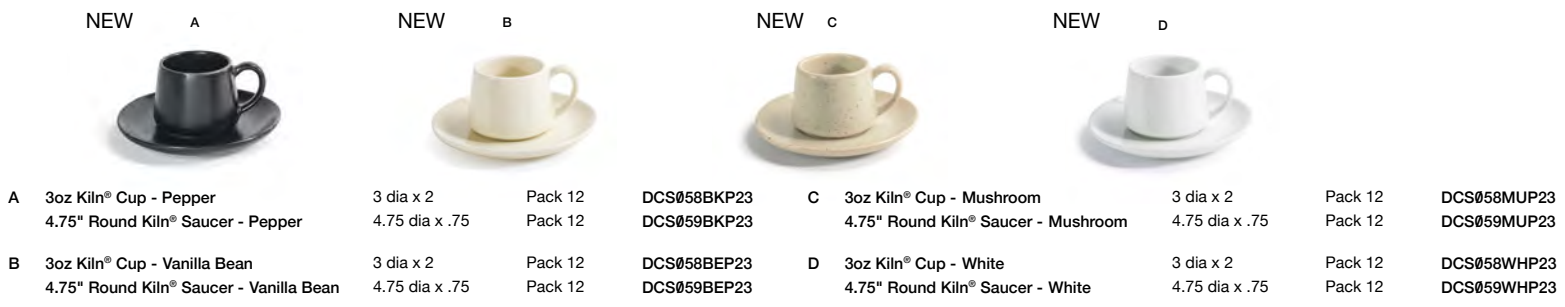 NEW A NEW B NEW C NEW D
A 3oz Kiln® Cup - Pepper 3 dia x 2 Pack 12 DCSØ58BKP23
4.75" Round Kiln® Saucer - Pepper 4.75 dia x .75 Pack 12 DCSØ59BKP23
B 3oz Kiln® Cup - Vanilla Bean 3 dia x 2 Pack 12 DCSØ58BEP23
4.75" Round Kiln® Saucer - Vanilla Bean 4.75 dia x .75 Pack 12 DCSØ59BEP23
C 3oz Kiln® Cup - Mushroom 3 dia x 2 Pack 12 DCSØ58MUP23
4.75" Round Kiln® Saucer - Mushroom 4.75 dia x .75 Pack 12 DCSØ59MUP23
D 3oz Kiln® Cup - White 3 dia x 2 Pack 12 DCSØ58WHP23
4.75" Round Kiln® Saucer - White 4.75 dia x .75 Pack 12 DCSØ59WHP23